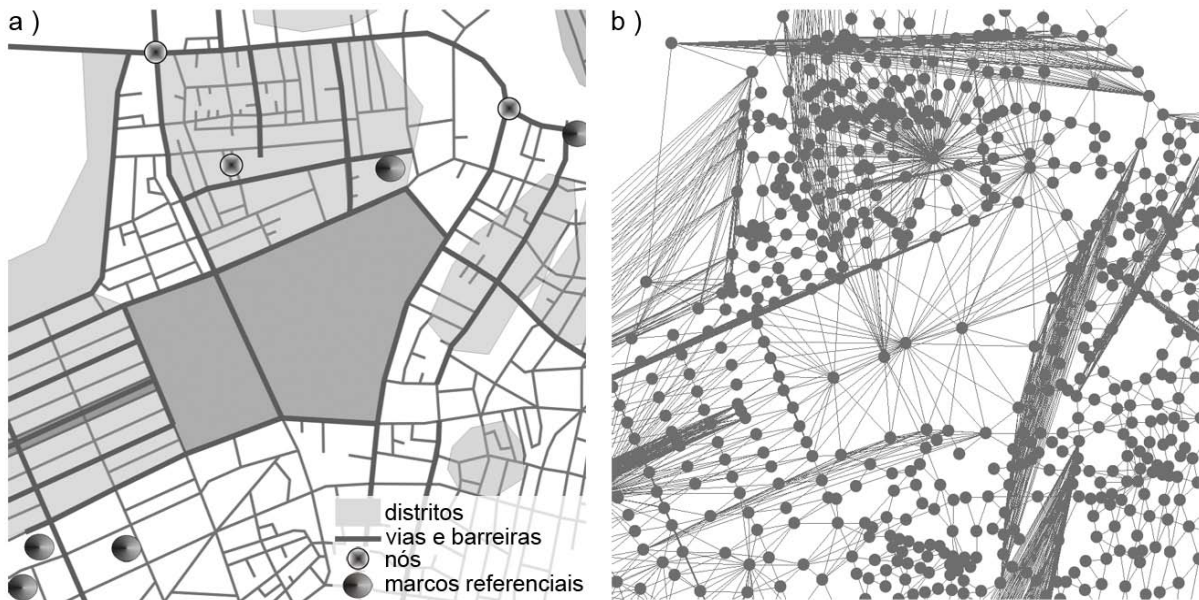 a )
b )
distritos
vias e barreiras
nós
marcos referenciais